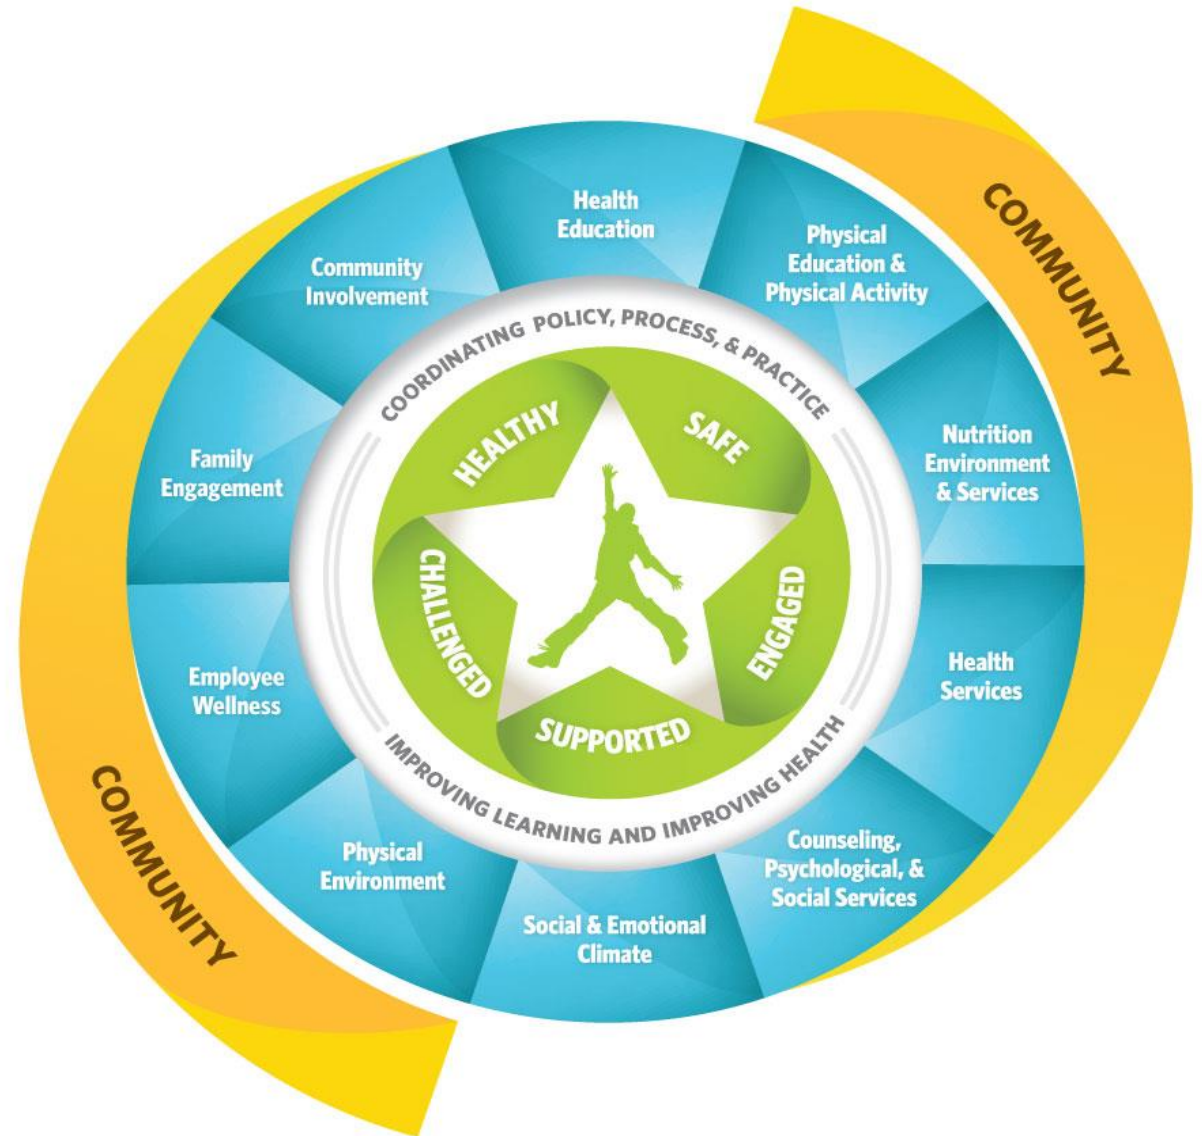 COMMUNITY
Health
Education
Physical
Education &
Physical Activity
Nutrition
Environment
& Services
Health
Services
Counseling,
Psychological, &
Social Services
Social & Emotional
Climate
Physical
Environment
Employee
Wellness
Family
Engagement
Community
Involvement
COORDINATING POLICY, PROCESS, & PRACTICE
IMPROVING LEARNING AND IMPROVING HEALTH
HEALTHY
SAFE
ENGAGED
SUPPORTED
CHALLENGED
COMMUNITY